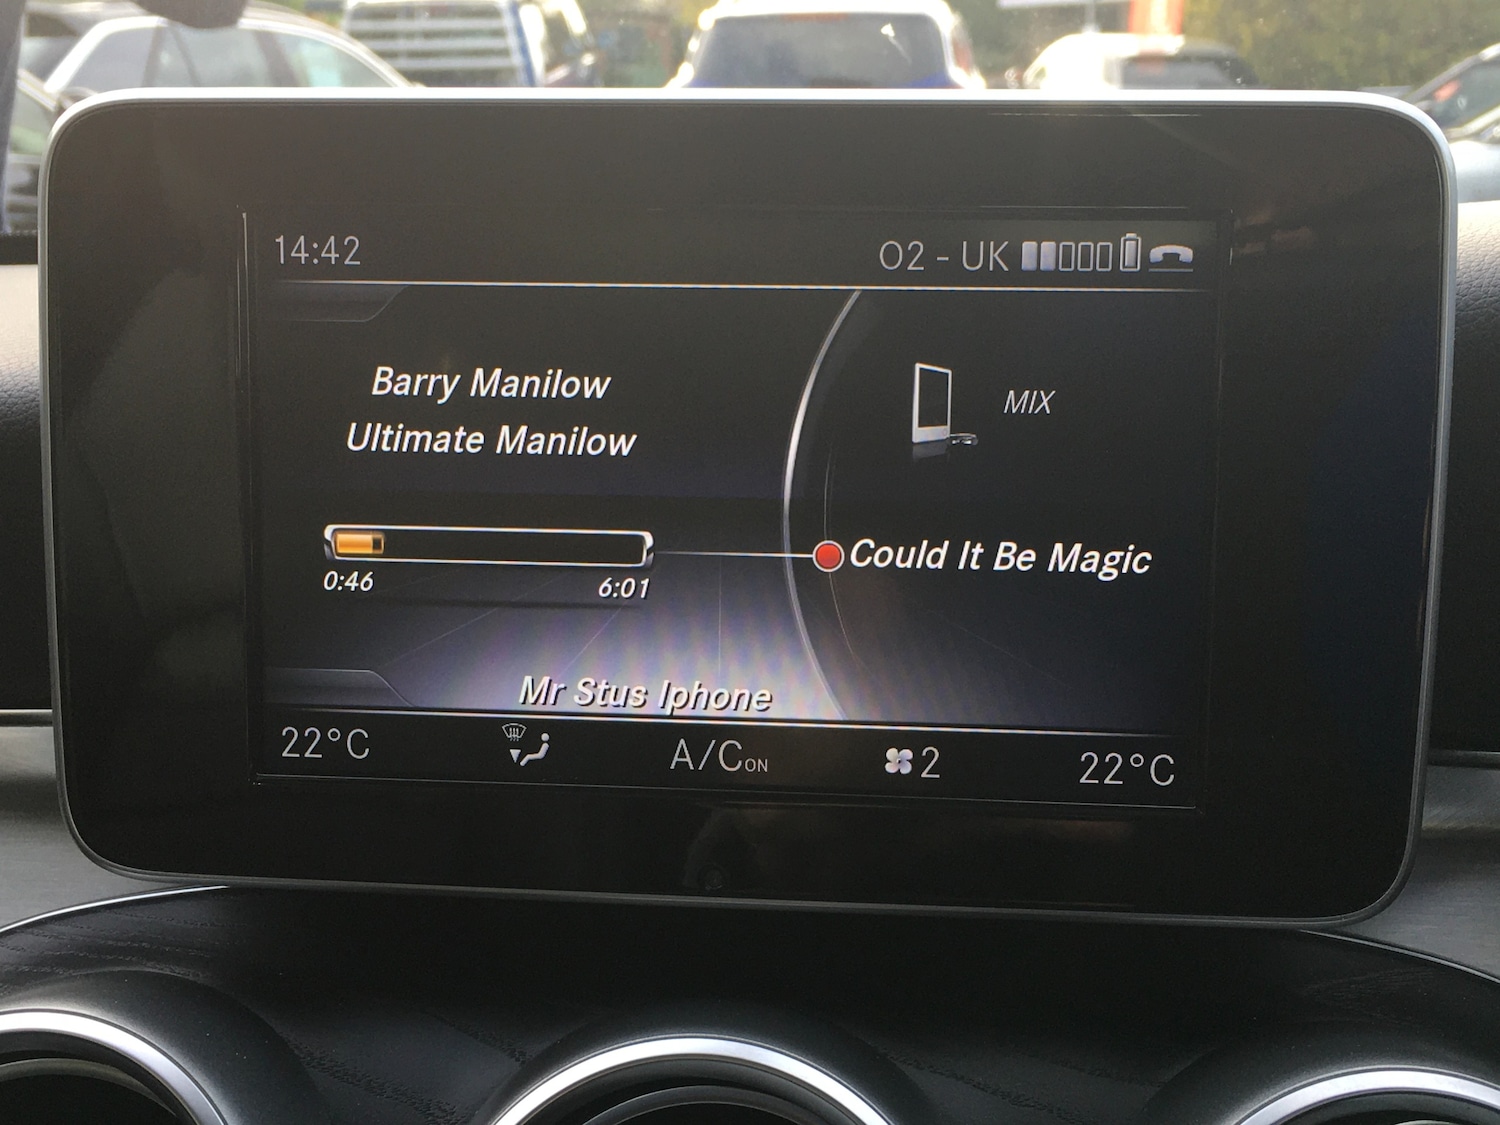 14:42
O2 - UK
Barry Manilow
MIX
Ultimate Manilow
Could It Be Magic
0:46
6:01
Mr Stus Iphone
22°C
A/C ON
2
22°C